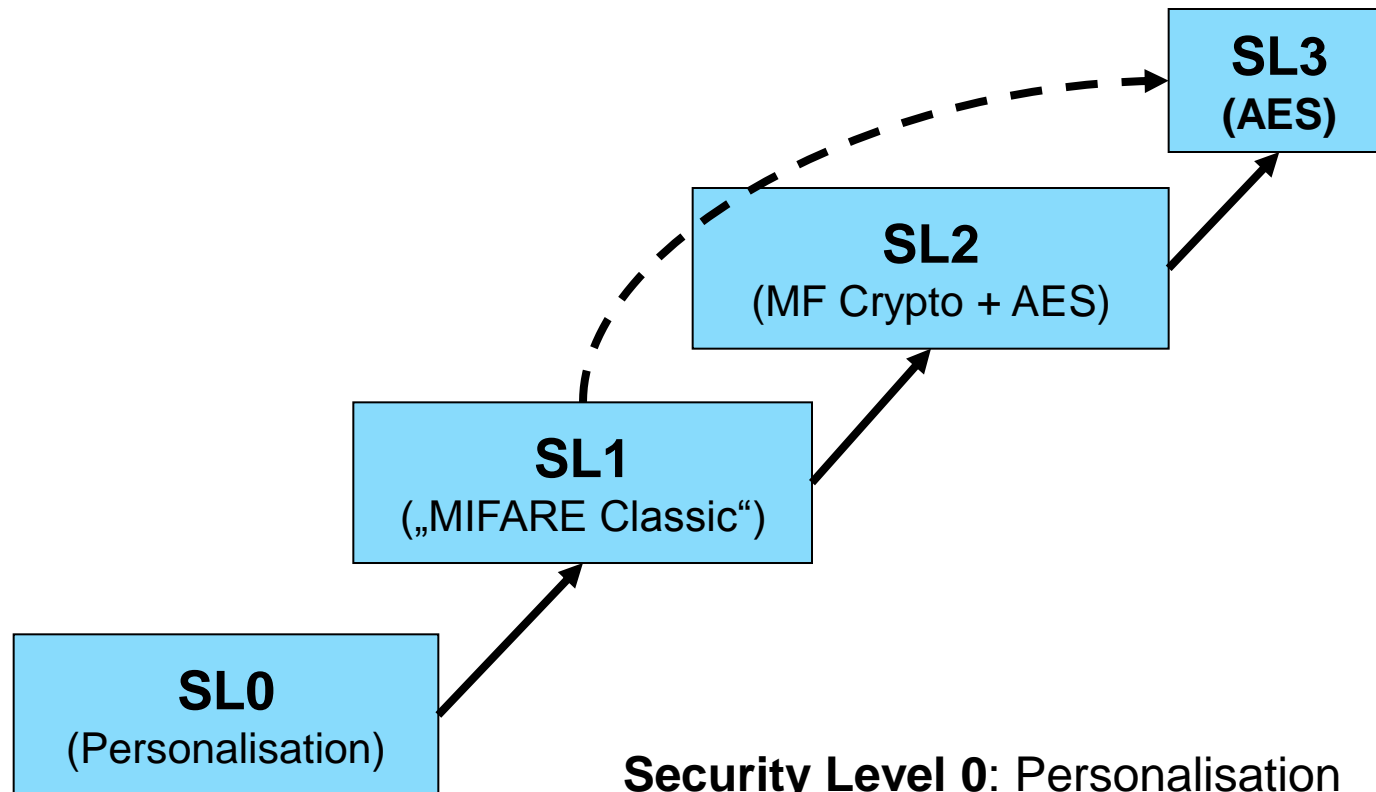 SL3
(AES)
SL2
(MF Crypto + AES)
SL1
(„MIFARE Classic“)
SL0
(Personalisation)
Security Level 0: Personalisation